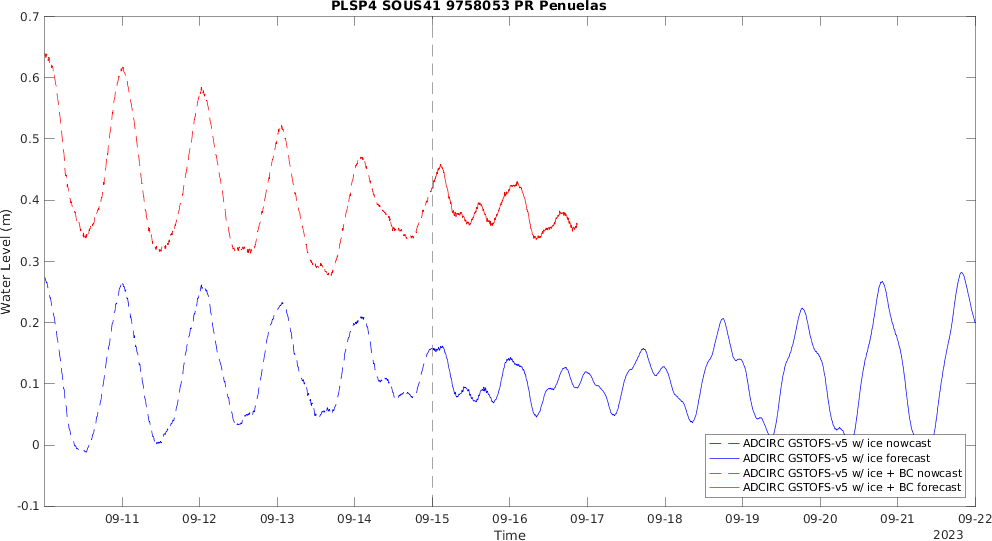 PLSP4 SOUS41 9758053 PR Penuelas
0.7
0.6
0.5
0.4
0.3
0.2
0.1
0
-0.1
Water Level (m)
09-11 09-12 09-13 09-14 09-15 09-16 09-17 09-18 09-19 09-20 09-21 09-22
Time
2023
ADCIRC GSTOFS-v5 w/ ice nowcast
ADCIRC GSTOFS-v5 w/ ice forecast
ADCIRC GSTOFS-v5 w/ ice + BC nowcast
ADCIRC GSTOFS-v5 w/ ice + BC forecast